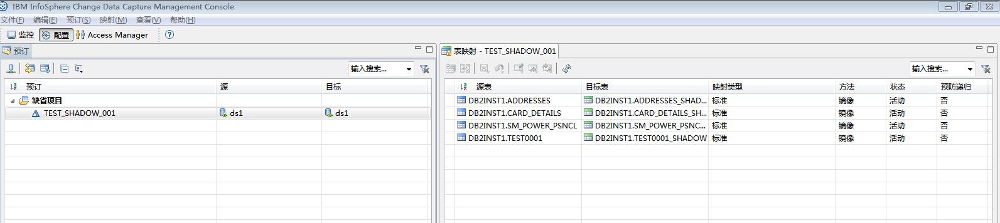 IBM InfoSphere Change Data Capture Management Console
文件(F) 编辑(E) 预订(S) 映射(M) 查看(V) 帮助(H)
监控 配置 Access Manager
预订
输入搜索...
预订 源 目标
缺省项目
TEST_SHADOW_001 ds1 ds1
表映射 - TEST_SHADOW_001
输入搜索...
源表 目标表 映射类型 方法 状态 预防递归
DB2INST1.ADDRESSES DB2INST1.ADDRESSES_SHAD... 标准 镜像 活动 否
DB2INST1.CARD_DETAILS DB2INST1.CARD_DETAILS_SH... 标准 镜像 活动 否
DB2INST1.SM_POWER_PSNCL DB2INST1.SM_POWER_PSNC... 标准 镜像 活动 否
DB2INST1.TEST0001 DB2INST1.TEST0001_SHADOW 标准 镜像 活动 否